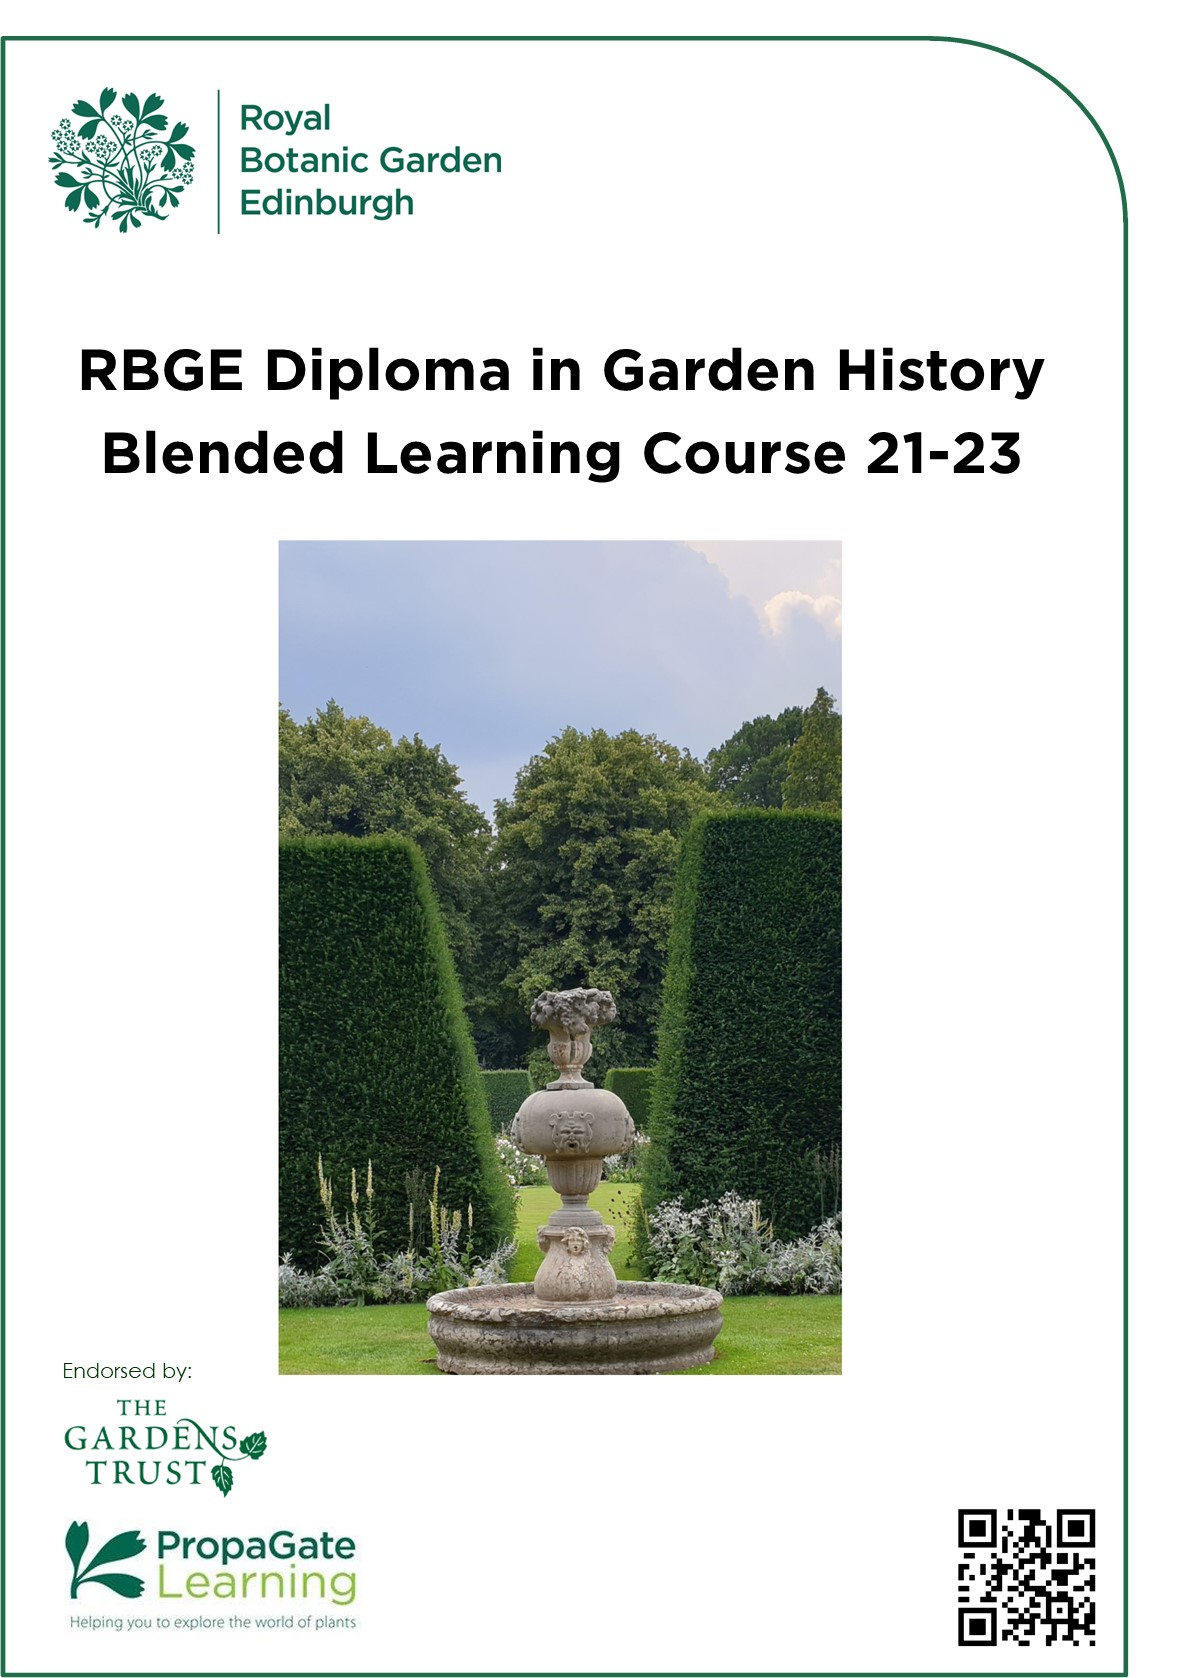 Royal
Botanic Garden
Edinburgh
RBGE Diploma in Garden History
Blended Learning Course 21-23
Endorsed by:
THE
GARDENS
TRUST
PropaGate
Learning
Helping you to explore the world of plants